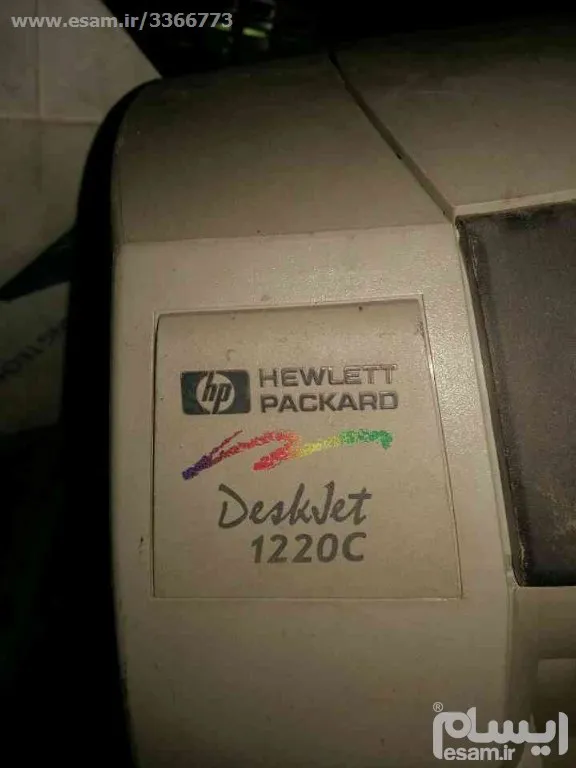 www.esam.ir/3366773
hp HEWLETT
PACKARD
DeskJet
1220C
ایسام®
esam.ir